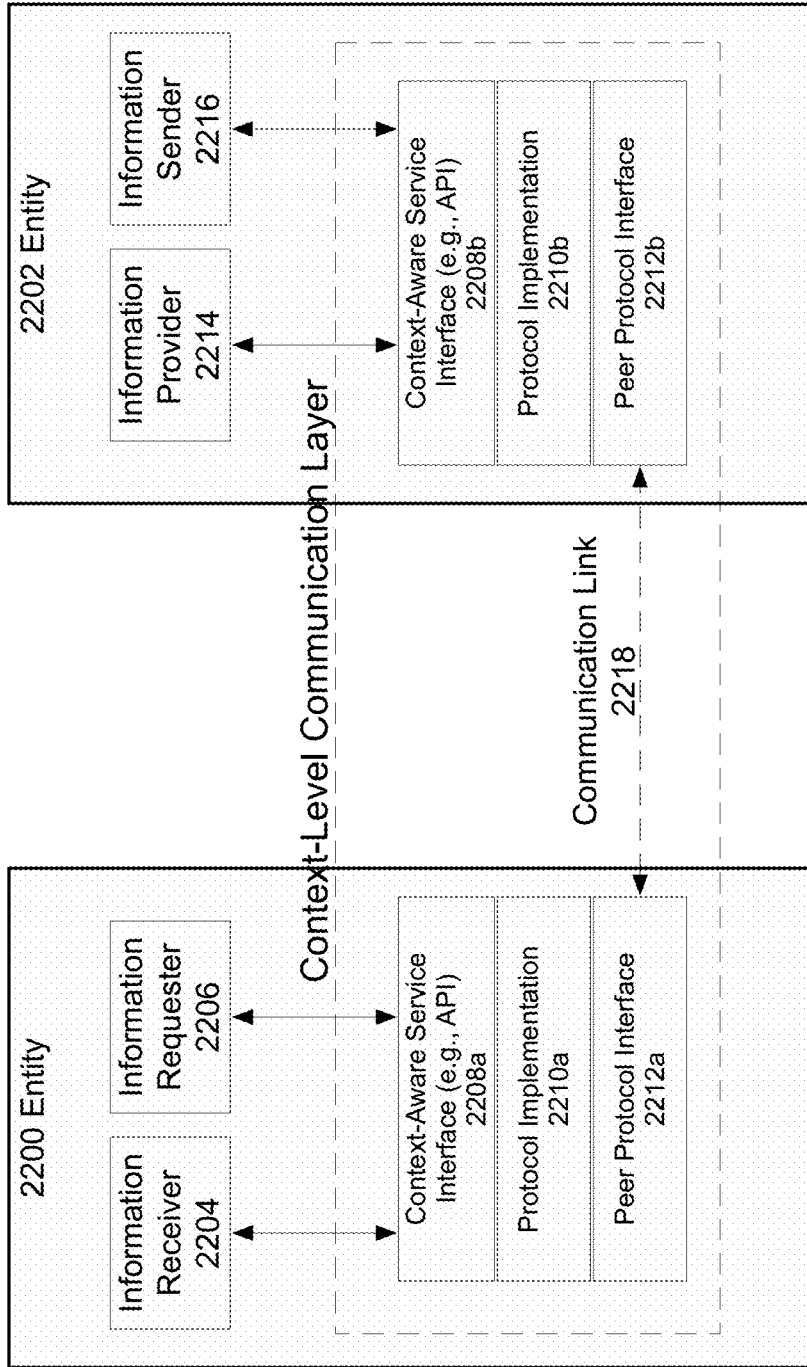 2200 Entity
Information
Receiver
2204
Information
Requester
2206
Context-Aware Service
Interface (e.g., API)
2208a
Protocol Implementation
2210a
Peer Protocol Interface
2212a
Context-Level Communication Layer
Communication Link
2218
2202 Entity
Information
Provider
2214
Information
Sender
2216
Context-Aware Service
Interface (e.g., API)
2208b
Protocol Implementation
2210b
Peer Protocol Interface
2212b